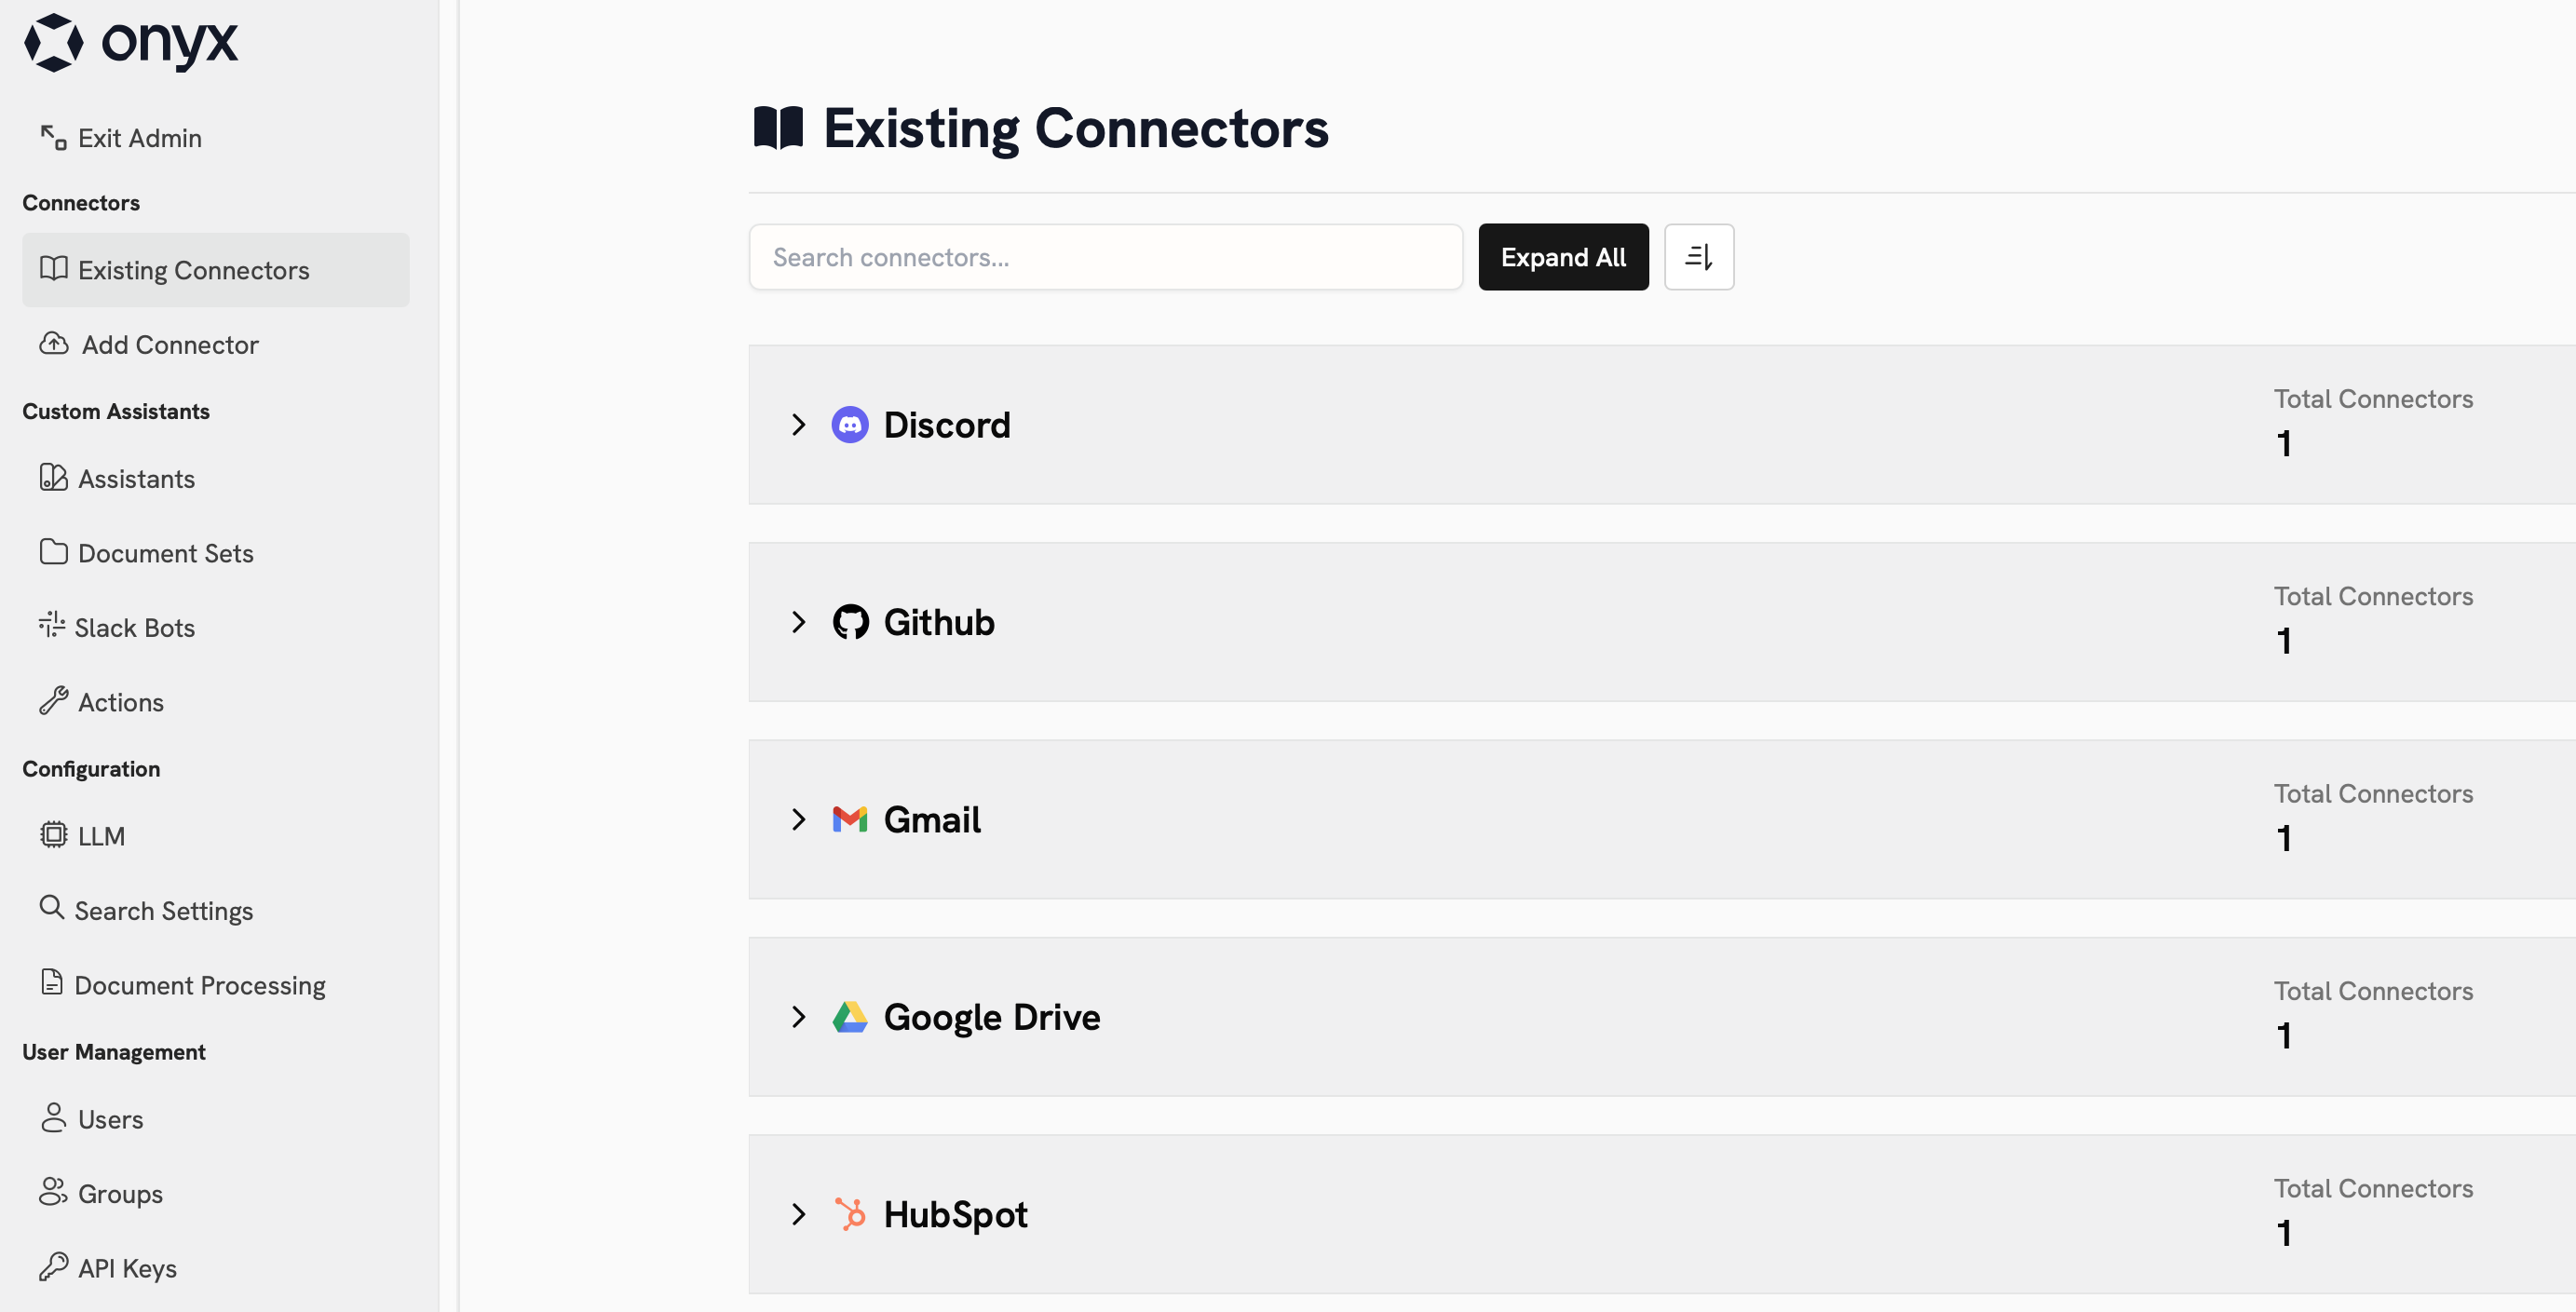 onyx
Exit Admin
Connectors
Existing Connectors
Add Connector
Custom Assistants
Assistants
Document Sets
Slack Bots
Actions
Configuration
LLM
Search Settings
Document Processing
User Management
Users
Groups
API Keys
Existing Connectors
Search connectors...
Expand All
Discord
Total Connectors
1
Github
Total Connectors
1
Gmail
Total Connectors
1
Google Drive
Total Connectors
1
HubSpot
Total Connectors
1